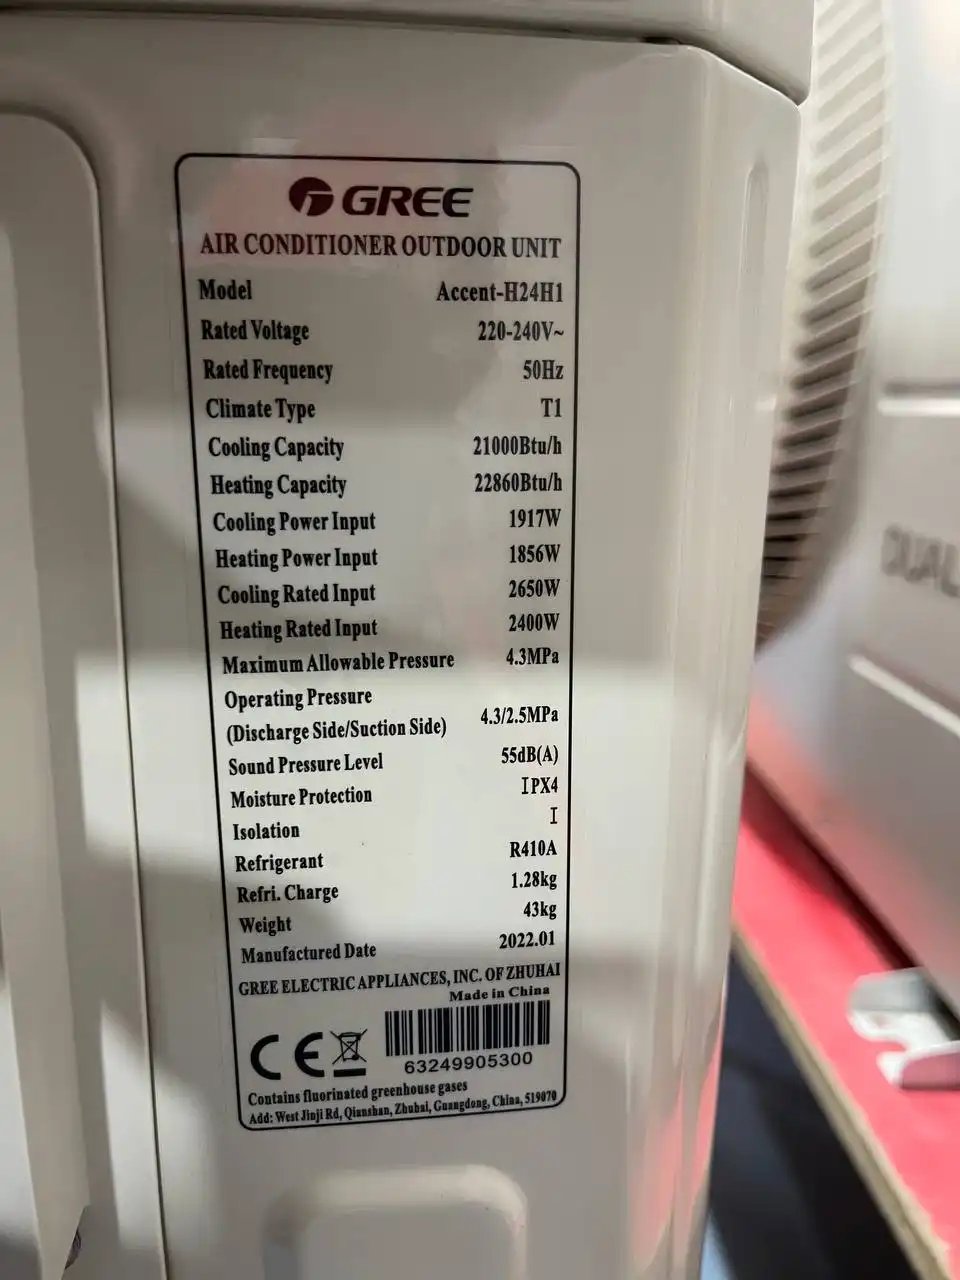 GREE
AIR CONDITIONER OUTDOOR UNIT
Model Accent-H24H1
Rated Voltage 220-240V~
Rated Frequency 50Hz
Climate Type T1
Cooling Capacity 21000Btu/h
Heating Capacity 22860Btu/h
Cooling Power Input 1917W
Heating Power Input 1856W
Cooling Rated Input 2650W
Heating Rated Input 2400W
Maximum Allowable Pressure 4.3MPa
Operating Pressure
(Discharge Side/Suction Side) 4.3/2.5MPa
Sound Pressure Level 55dB(A)
Moisture Protection IPX4
Isolation I
Refrigerant R410A
Refri. Charge 1.28kg
Weight 43kg
Manufactured Date 2022.01
GREE ELECTRIC APPLIANCES, INC. OF ZHUHAI
Made in China
CE
63249905300
Contains fluorinated greenhouse gases
Add: West Jinji Rd, Qianshan, Zhuhai, Guangdong, China, 519070
DUAL